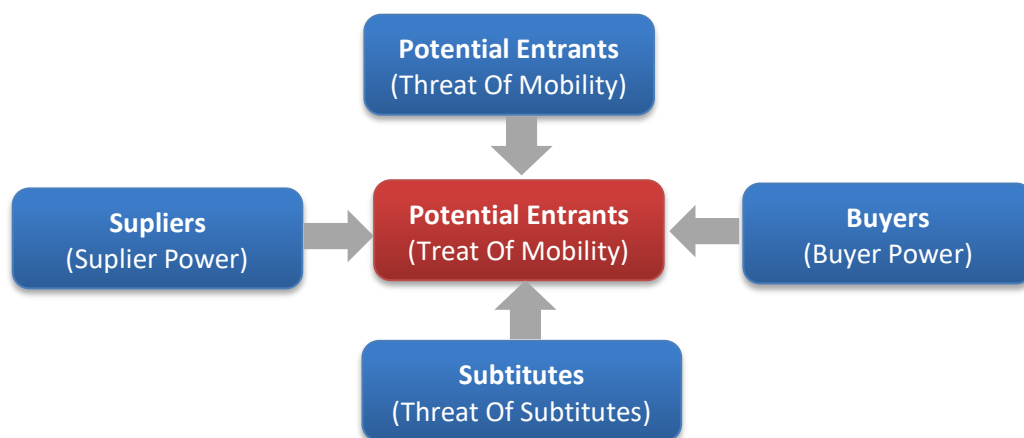 Potential Entrants
(Threat Of Mobility)
Supliers
(Suplier Power)
Potential Entrants
(Treat Of Mobility)
Buyers
(Buyer Power)
Subtitutes
(Threat Of Subtitutes)